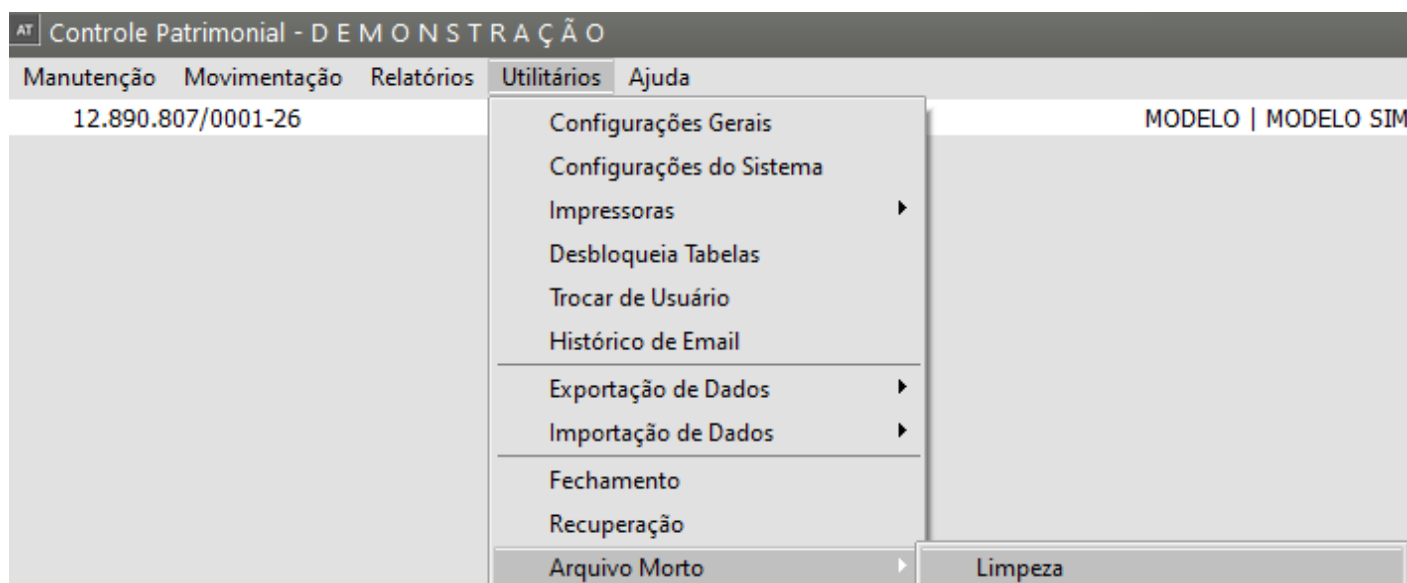 AT Controle Patrimonial - D E M O N S T R A Ç Ã O
Manutenção Movimentação Relatórios Utilitários Ajuda
12.890.807/0001-26 MODELO | MODELO SIM
Configurações Gerais
Configurações do Sistema
Impressoras
Desbloqueia Tabelas
Trocar de Usuário
Histórico de Email
Exportação de Dados
Importação de Dados
Fechamento
Recuperação
Arquivo Morto Limpeza